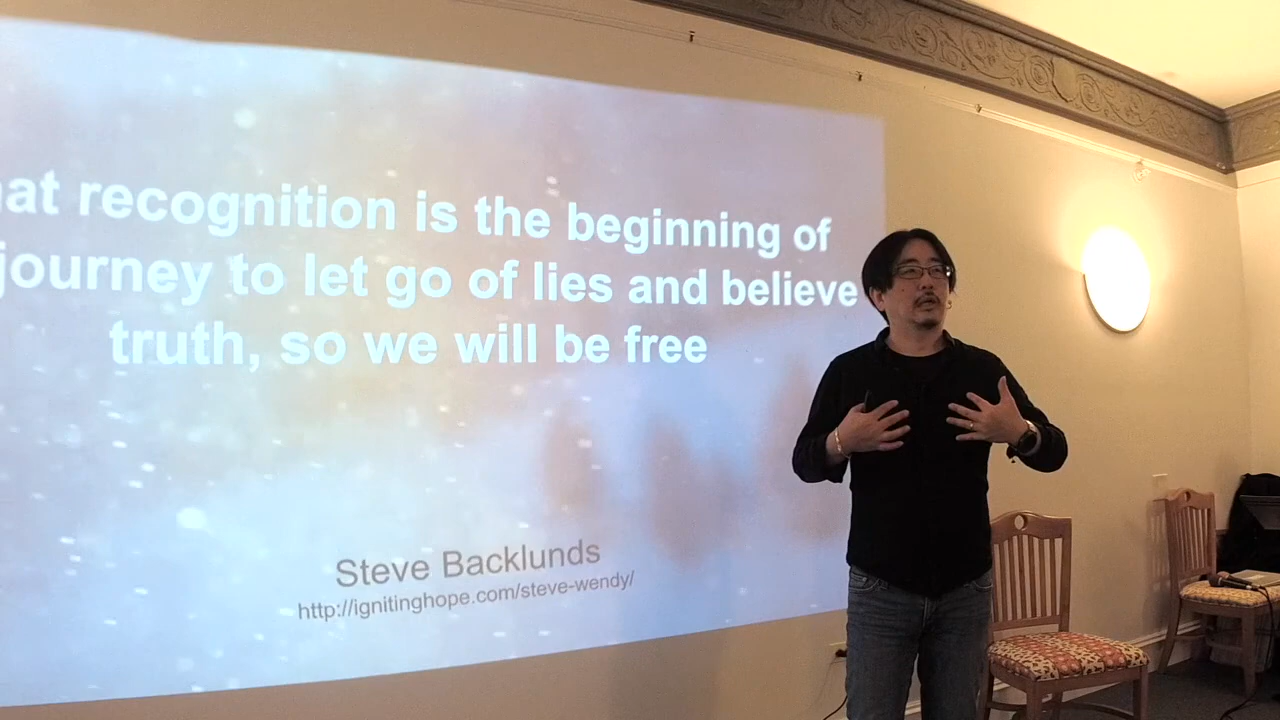 recognition is the beginning of
journey to let go of lies and believe
truth, so we will be free
Steve Backlunds
http://ignitinghope.com/steve-wendy/